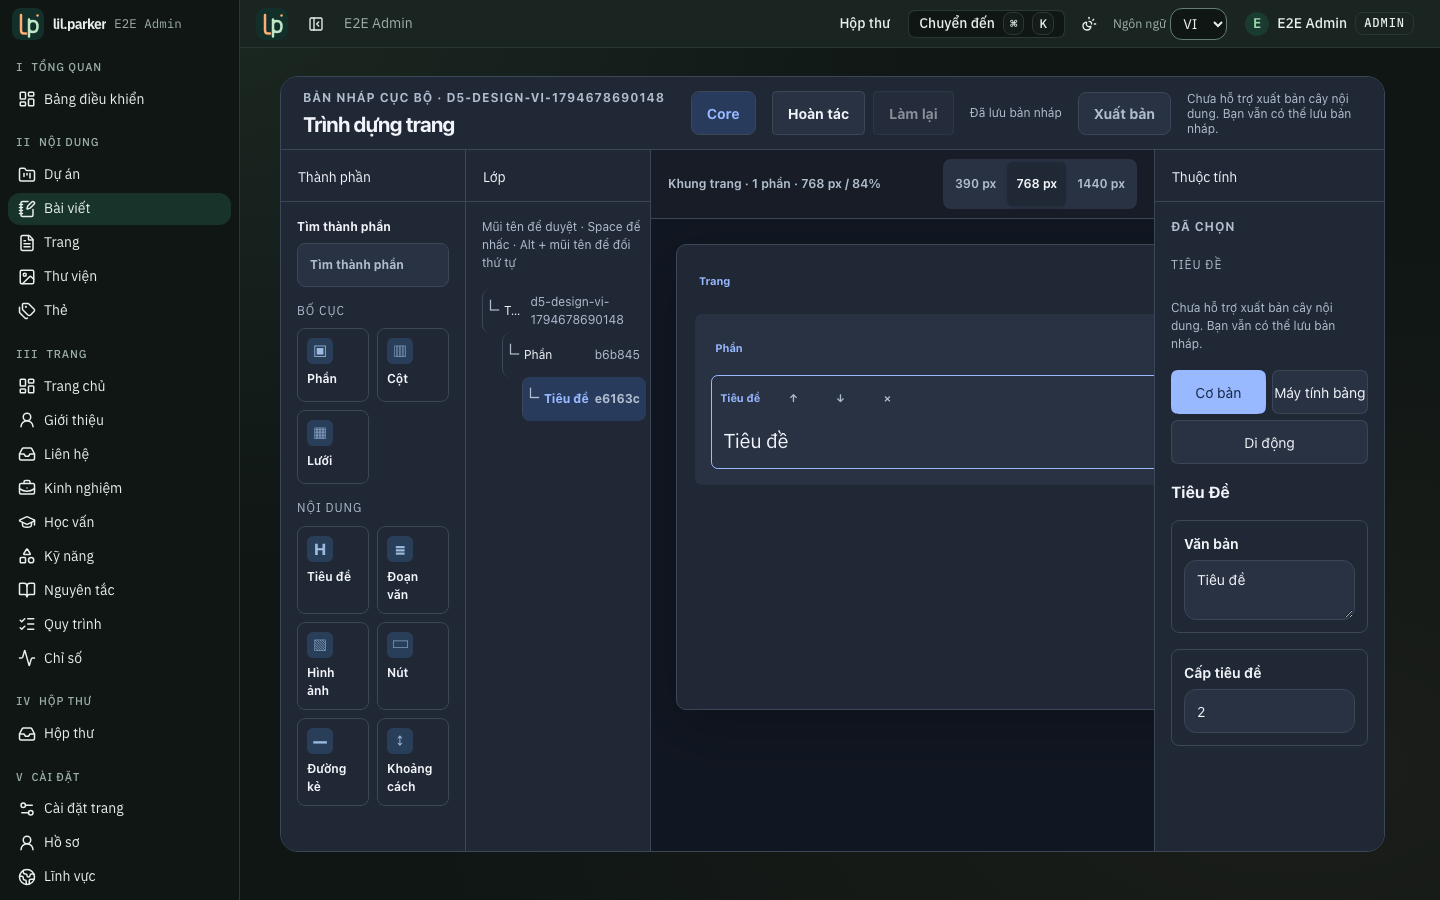 lp lil.parker E2E Admin
I TỔNG QUAN
Bảng điều khiển
II NỘI DUNG
Dự án
Bài viết
Trang
Thư viện
Thẻ
III TRANG
Trang chủ
Giới thiệu
Liên hệ
Kinh nghiệm
Học vấn
Kỹ năng
Nguyên tắc
Quy trình
Chỉ số
IV HỘP THƯ
Hộp thư
V CÀI ĐẶT
Cài đặt trang
Hồ sơ
Lĩnh vực
lp E2E Admin
Hộp thư
Chuyển đến ⌘ K
Ngôn ngữ VI
E E2E Admin ADMIN
BẢN NHÁP CỤC BỘ · D5-DESIGN-VI-1794678690148
Trình dựng trang
Core
Hoàn tác
Làm lại
Đã lưu bản nháp
Xuất bản
Chưa hỗ trợ xuất bản cây nội
dung. Bạn vẫn có thể lưu bản
nháp.
Thành phần
Tìm thành phần
Tìm thành phần
BỐ CỤC
Phần
Cột
Lưới
NỘI DUNG
H
Tiêu đề
Đoạn
văn
Hình
ảnh
Nút
Đường
kẻ
Khoảng
cách
Lớp
Mũi tên để duyệt · Space để
nhấc · Alt + mũi tên để đổi
thứ tự
T... d5-design-vi-
1794678690148
Phần b6b845
Tiêu đề e6163c
Khung trang · 1 phần · 768 px / 84%
390 px
768 px
1440 px
Trang
Phần
Tiêu đề ↑ ↓ ×
Tiêu đề
Thuộc tính
ĐÃ CHỌN
TIÊU ĐỀ
Chưa hỗ trợ xuất bản cây nội
dung. Bạn vẫn có thể lưu bản
nháp.
Cơ bản
Máy tính bảng
Di động
Tiêu Đề
Văn bản
Tiêu đề
Cấp tiêu đề
2